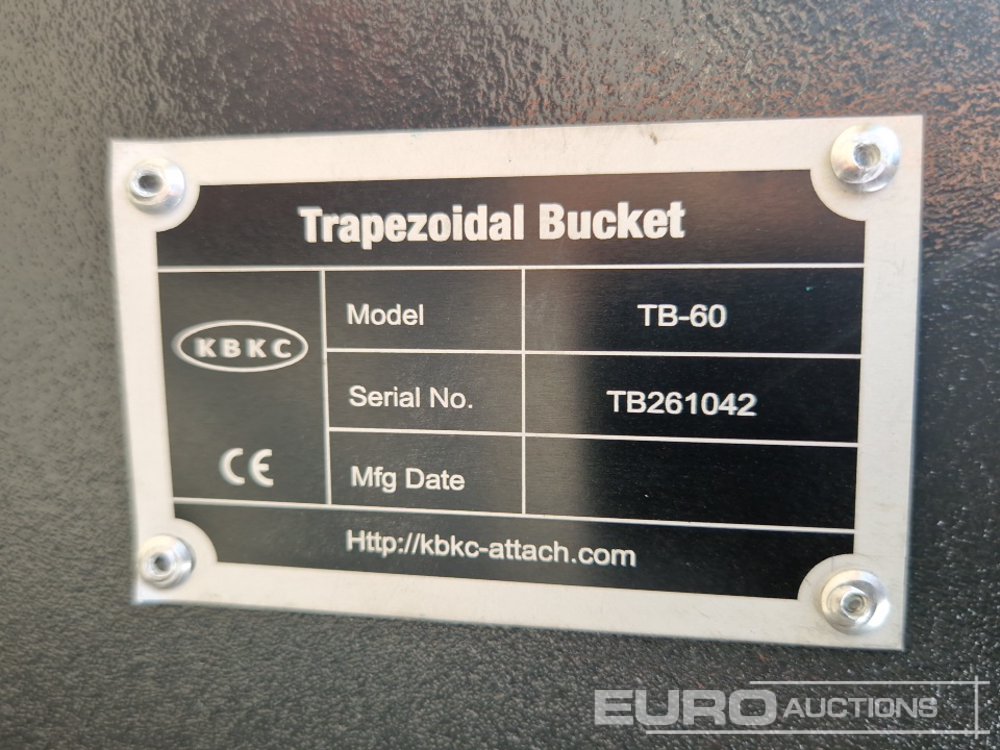 Trapezoidal Bucket
KBKC
CE
Model TB-60
Serial No. TB261042
Mfg Date
Http://kbkc-attach.com
EURO AUCTIONS